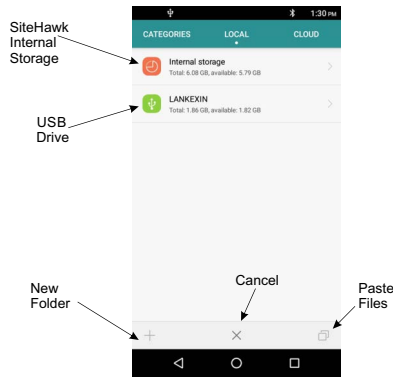 1:30 PM
CATEGORIES LOCAL CLOUD
SiteHawk
Internal
Storage
Internal storage
Total: 6.08 GB, available: 5.79 GB
LANKEXIN
Total: 1.86 GB, available: 1.82 GB
USB
Drive
New
Folder
Cancel
Paste
Files